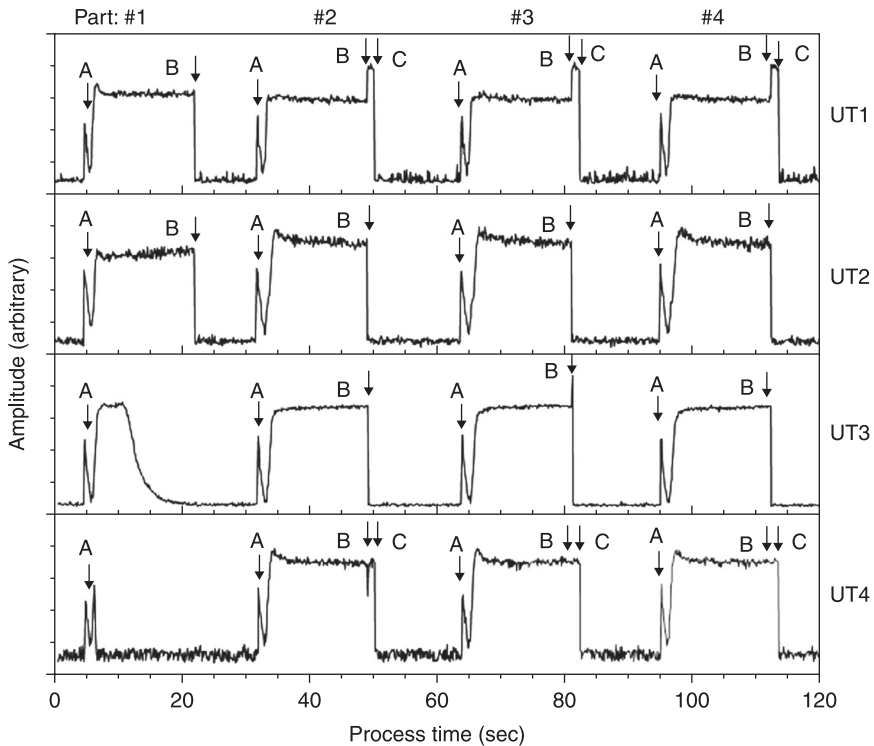 Part: #1 #2 #3 #4
A B A B C A B C A B C UT1
A B A B A B A B UT2
A A B A B A B UT3
A A B C A B C A B C UT4
0 20 40 60 80 100 120
Process time (sec)
Amplitude (arbitrary)